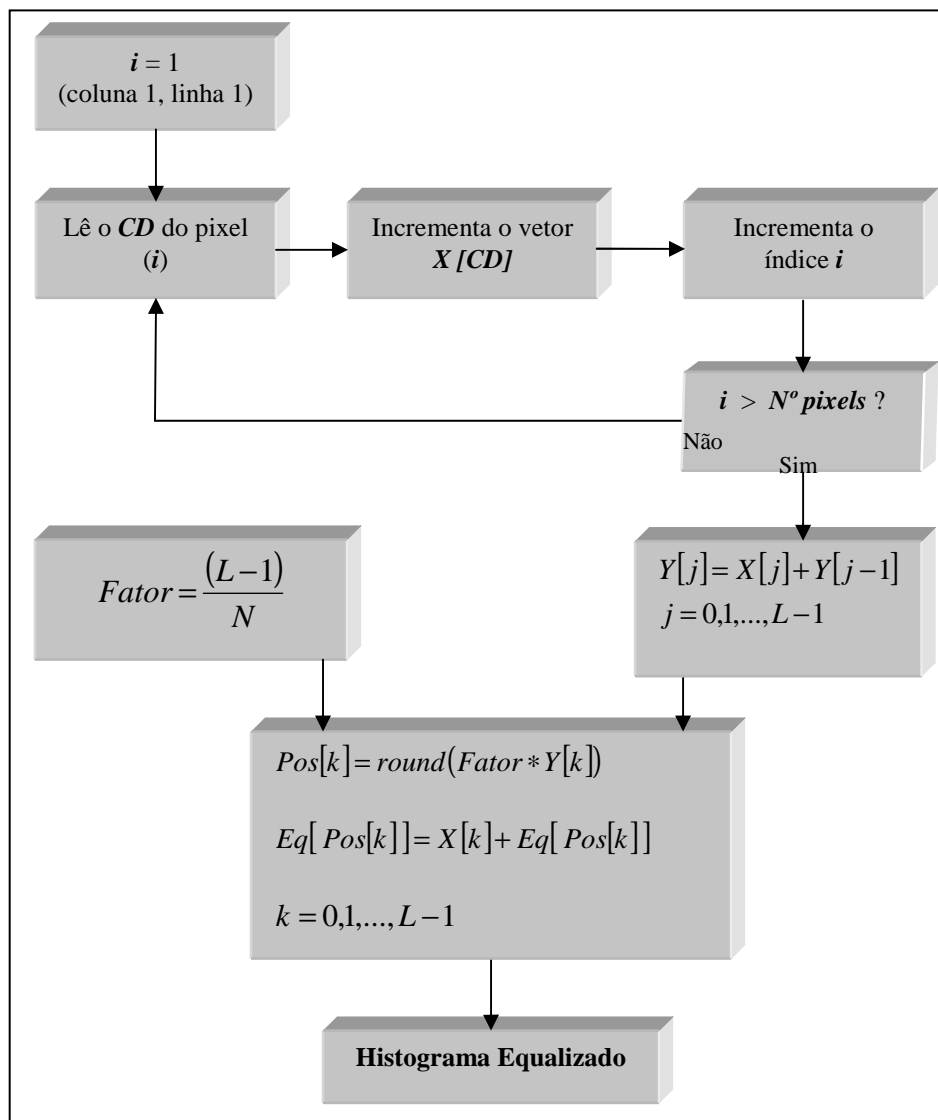 i = 1
(coluna 1, linha 1)
Lê o CD do pixel
(i)
Incrementa o vetor
X [CD]
Incrementa o
índice i
i > Nº pixels ?
Não
Sim
Fator = (L−1)/N
Y[j] = X[j] + Y[j−1]
j = 0,1,..., L−1
Pos[k] = round(Fator * Y[k])
Eq[ Pos[k]] = X[k] + Eq[ Pos[k]]
k = 0,1,..., L−1
Histograma Equalizado